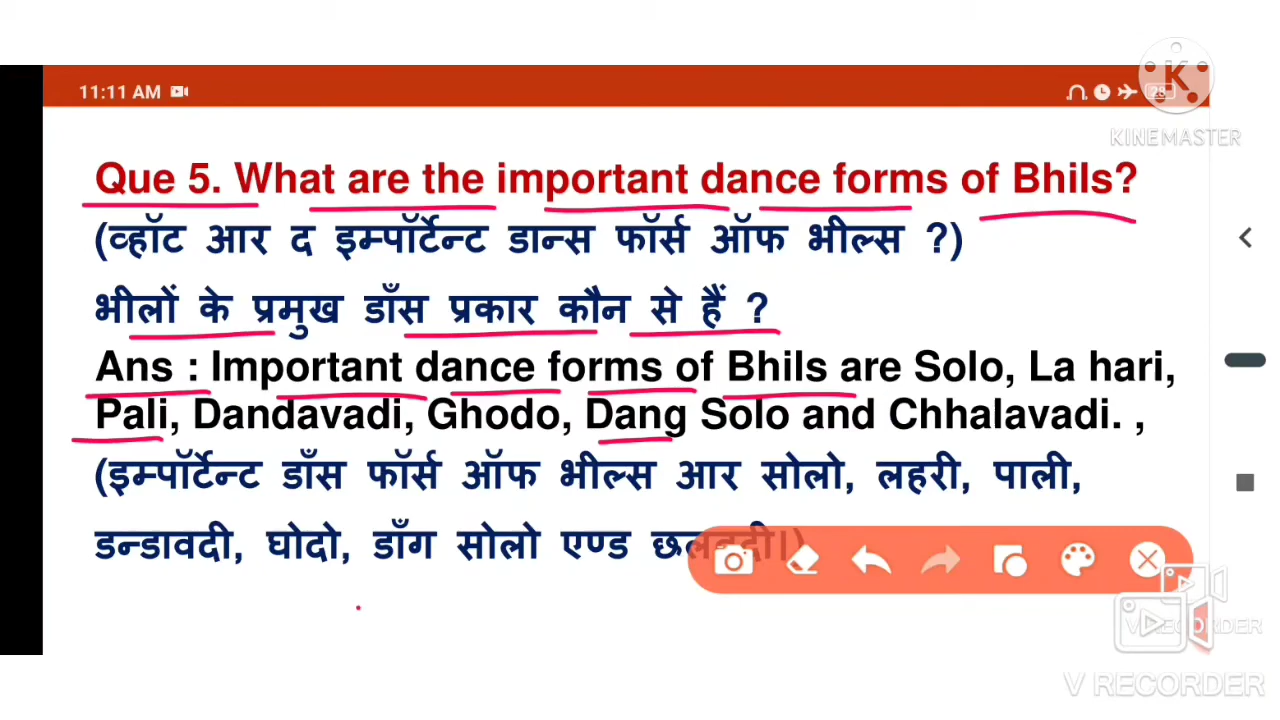 11:11 AM
28
KINEMASTER
Que 5. What are the important dance forms of Bhils?
(व्हॉट आर द इम्पॉर्टेन्ट डान्स फॉर्स ऑफ भील्स ?)
भीलों के प्रमुख डाँस प्रकार कौन से हैं ?
Ans : Important dance forms of Bhils are Solo, La hari,
Pali, Dandavadi, Ghodo, Dang Solo and Chhalavadi. ,
(इम्पॉर्टेन्ट डाँस फॉर्स ऑफ भील्स आर सोलो, लहरी, पाली,
डन्डावदी, घोदो, डाँग सोलो एण्ड
V RECORDER
V RECORDER